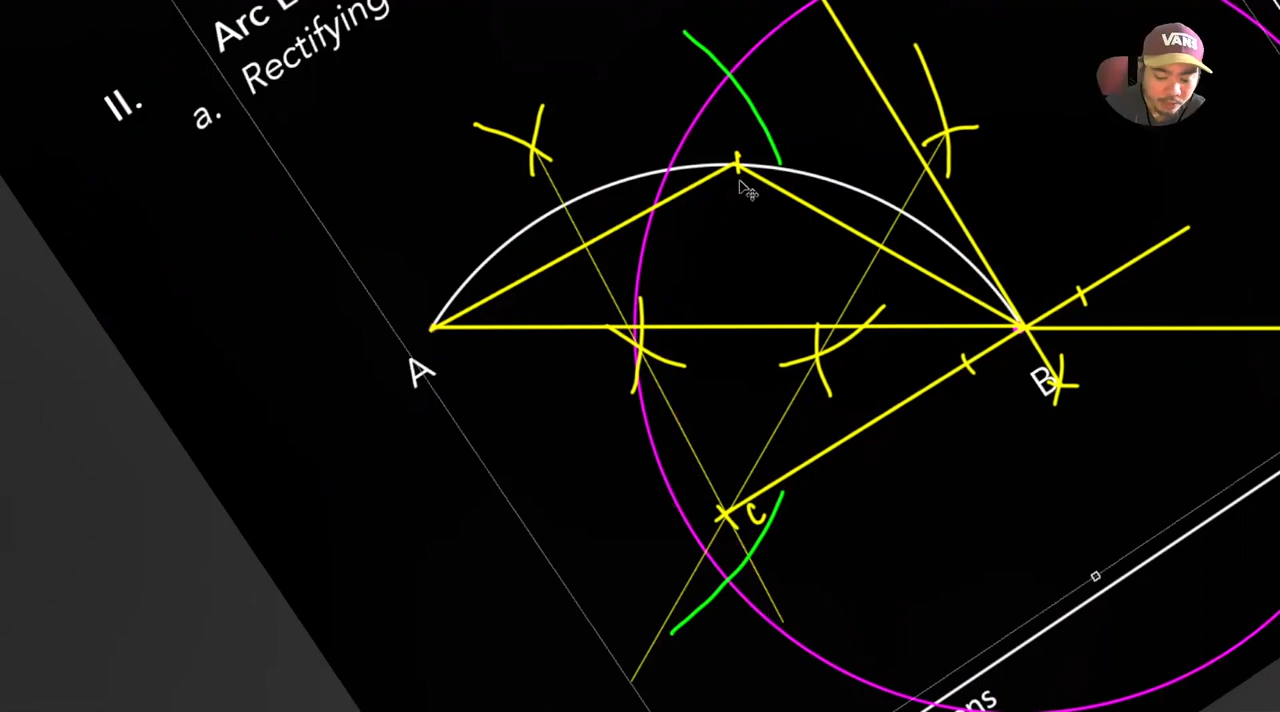 Arc
II.
a. Rectifying
VANS
A
B
C